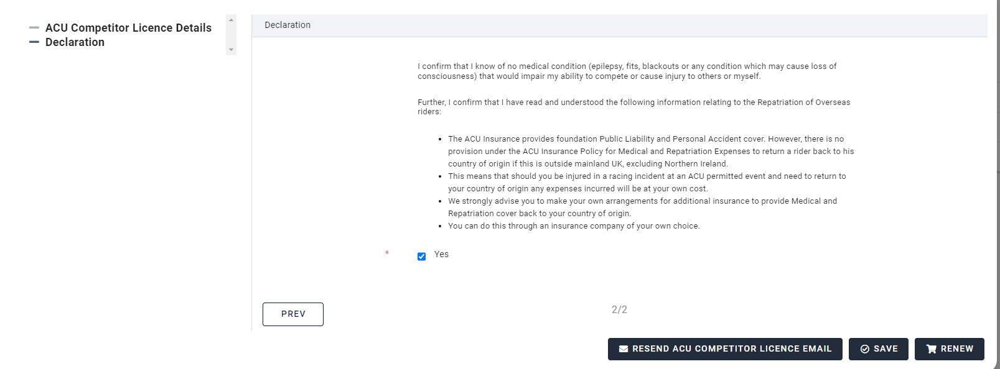 ACU Competitor Licence Details
Declaration
Declaration
I confirm that I know of no medical condition (epilepsy, fits, blackouts or any condition which may cause loss of
consciousness) that would impair my ability to compete or cause injury to others or myself.
Further, I confirm that I have read and understood the following information relating to the Repatriation of Overseas
riders:
• The ACU Insurance provides foundation Public Liability and Personal Accident cover. However, there is no
provision under the ACU Insurance Policy for Medical and Repatriation Expenses to return a rider back to his
country of origin if this is outside mainland UK, excluding Northern Ireland.
• This means that should you be injured in a racing incident at an ACU permitted event and need to return to
your country of origin any expenses incurred will be at your own cost.
• We strongly advise you to make your own arrangements for additional insurance to provide Medical and
Repatriation cover back to your country of origin.
• You can do this through an insurance company of your own choice.
* Yes
PREV
2/2
RESEND ACU COMPETITOR LICENCE EMAIL
SAVE
RENEW